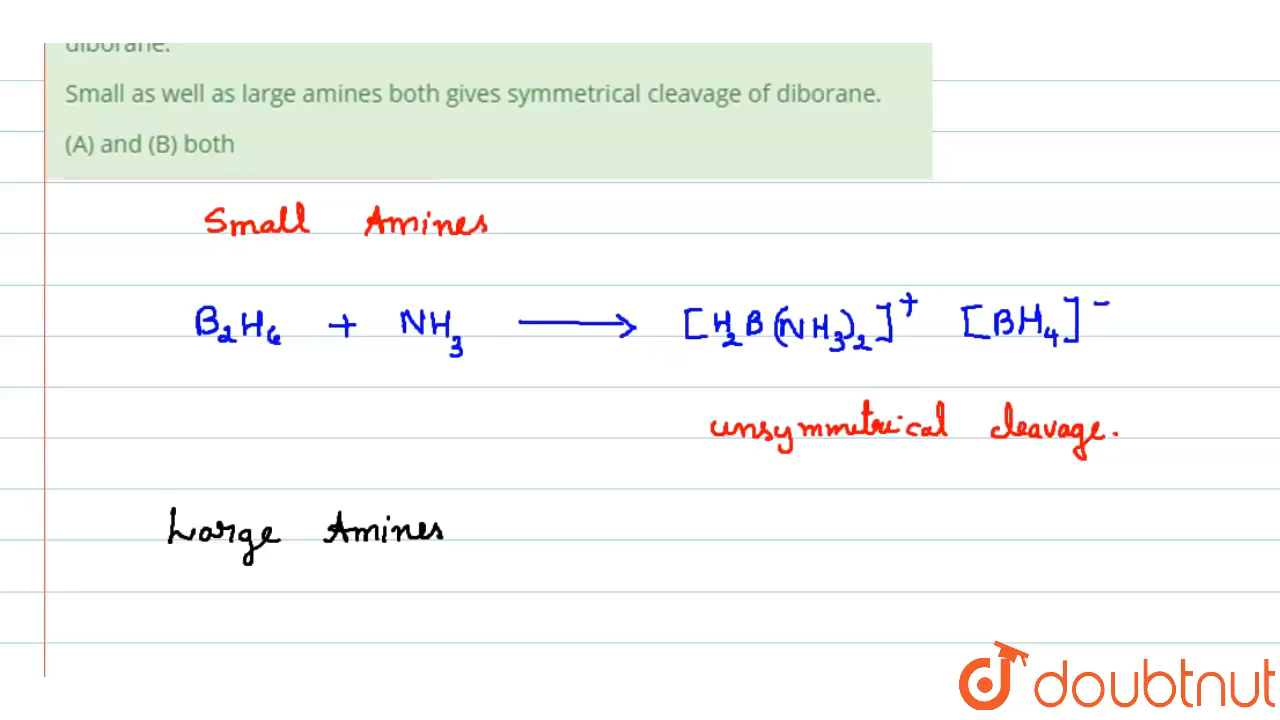 diborane.
Small as well as large amines both gives symmetrical cleavage of diborane.
(A) and (B) both
Small Amines
B₂H₆ + NH₃ ⟶ [H₂B(NH₃)₂]⁺ [BH₄]⁻
unsymmetrical cleavage.
Large Amines
doubtnut